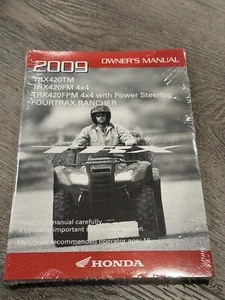 2009 OWNER'S MANUAL
TRX420TM
TRX420FM 4x4
TRX420FPM 4x4 with Power Steering
FOURTRAX RANCHER
this manual carefully.
important
Minimum recommended operator age: 16
HONDA